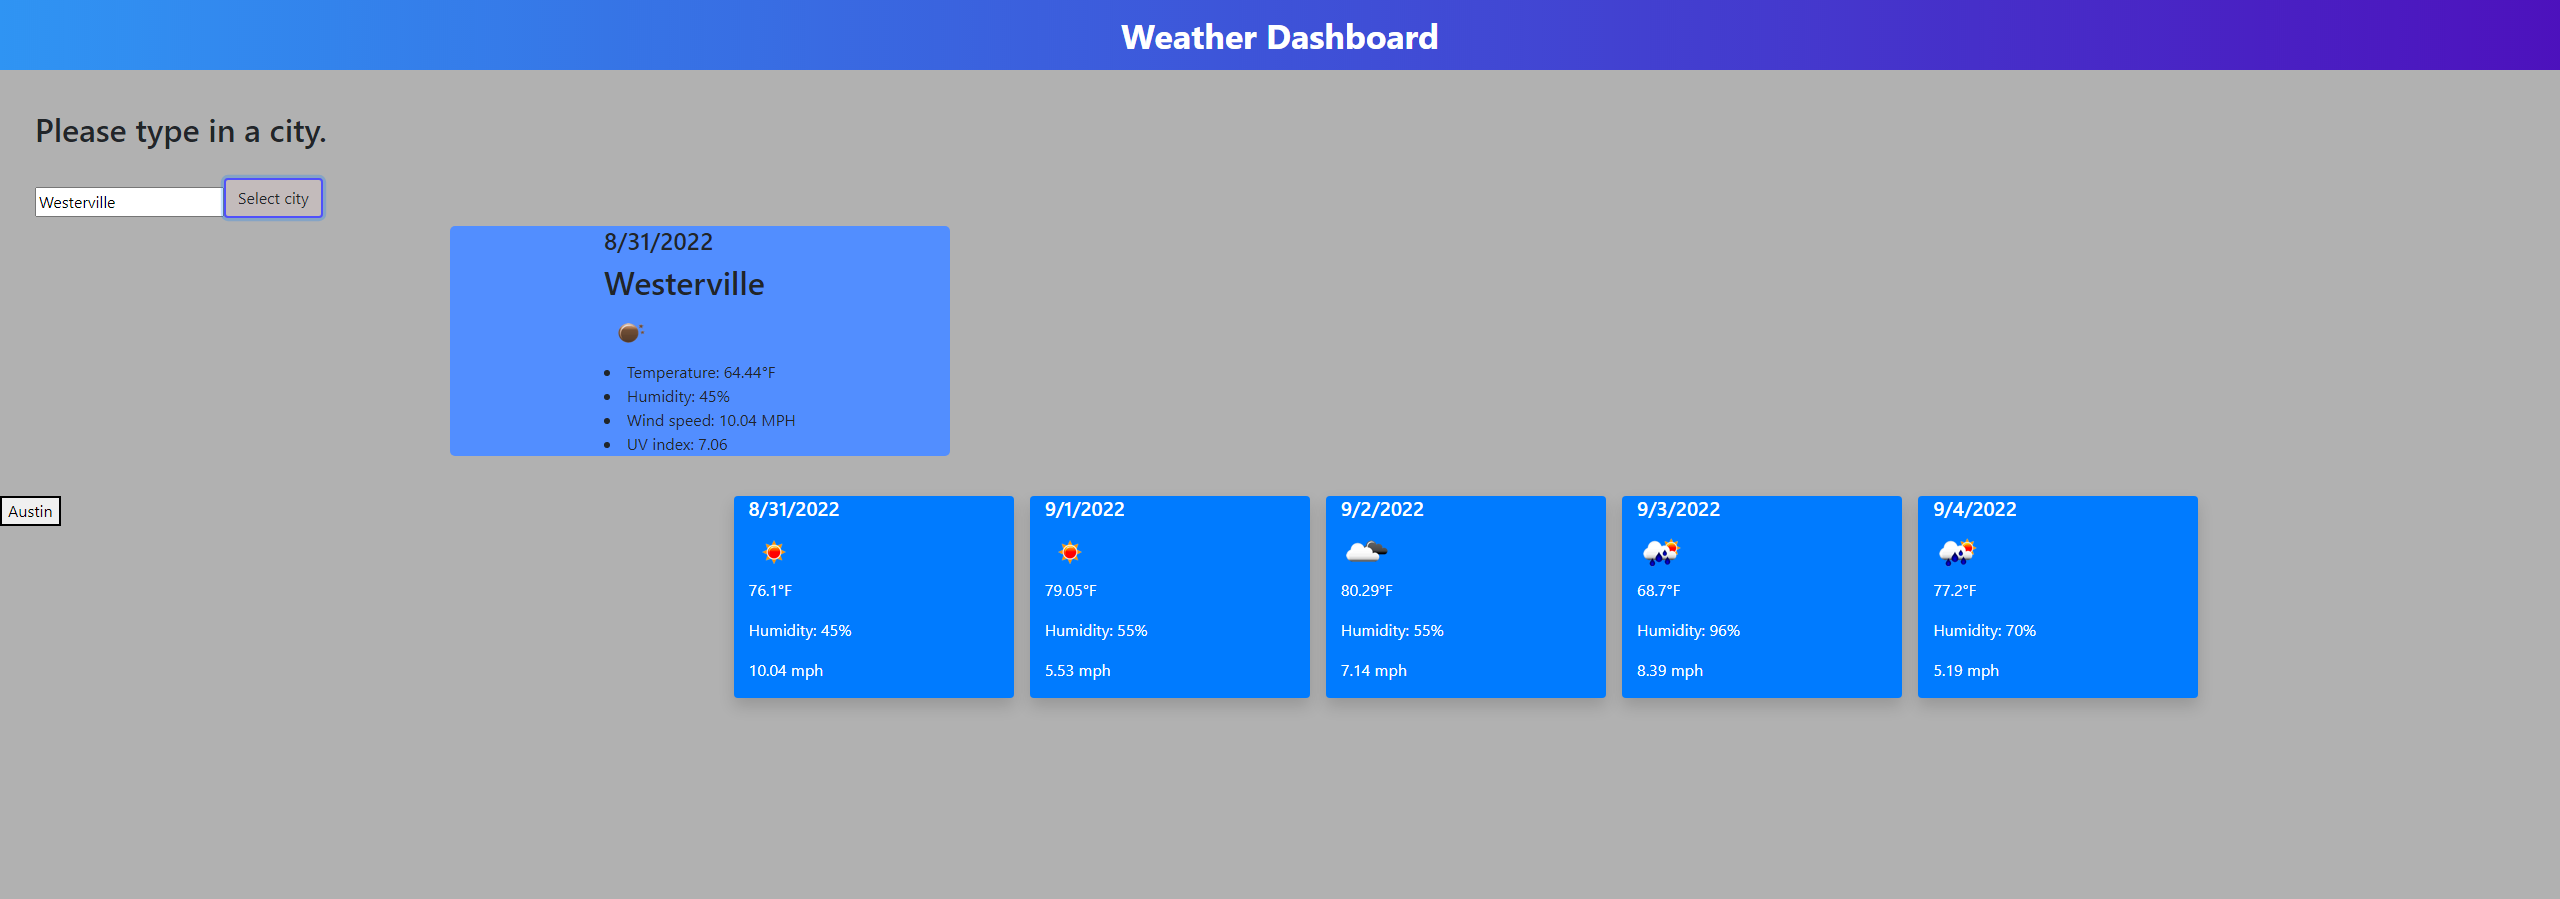 Weather Dashboard
Please type in a city.
Westerville
Select city
8/31/2022
Westerville
Temperature: 64.44°F
Humidity: 45%
Wind speed: 10.04 MPH
UV index: 7.06
Austin
8/31/2022
76.1°F
Humidity: 45%
10.04 mph
9/1/2022
79.05°F
Humidity: 55%
5.53 mph
9/2/2022
80.29°F
Humidity: 55%
7.14 mph
9/3/2022
68.7°F
Humidity: 96%
8.39 mph
9/4/2022
77.2°F
Humidity: 70%
5.19 mph